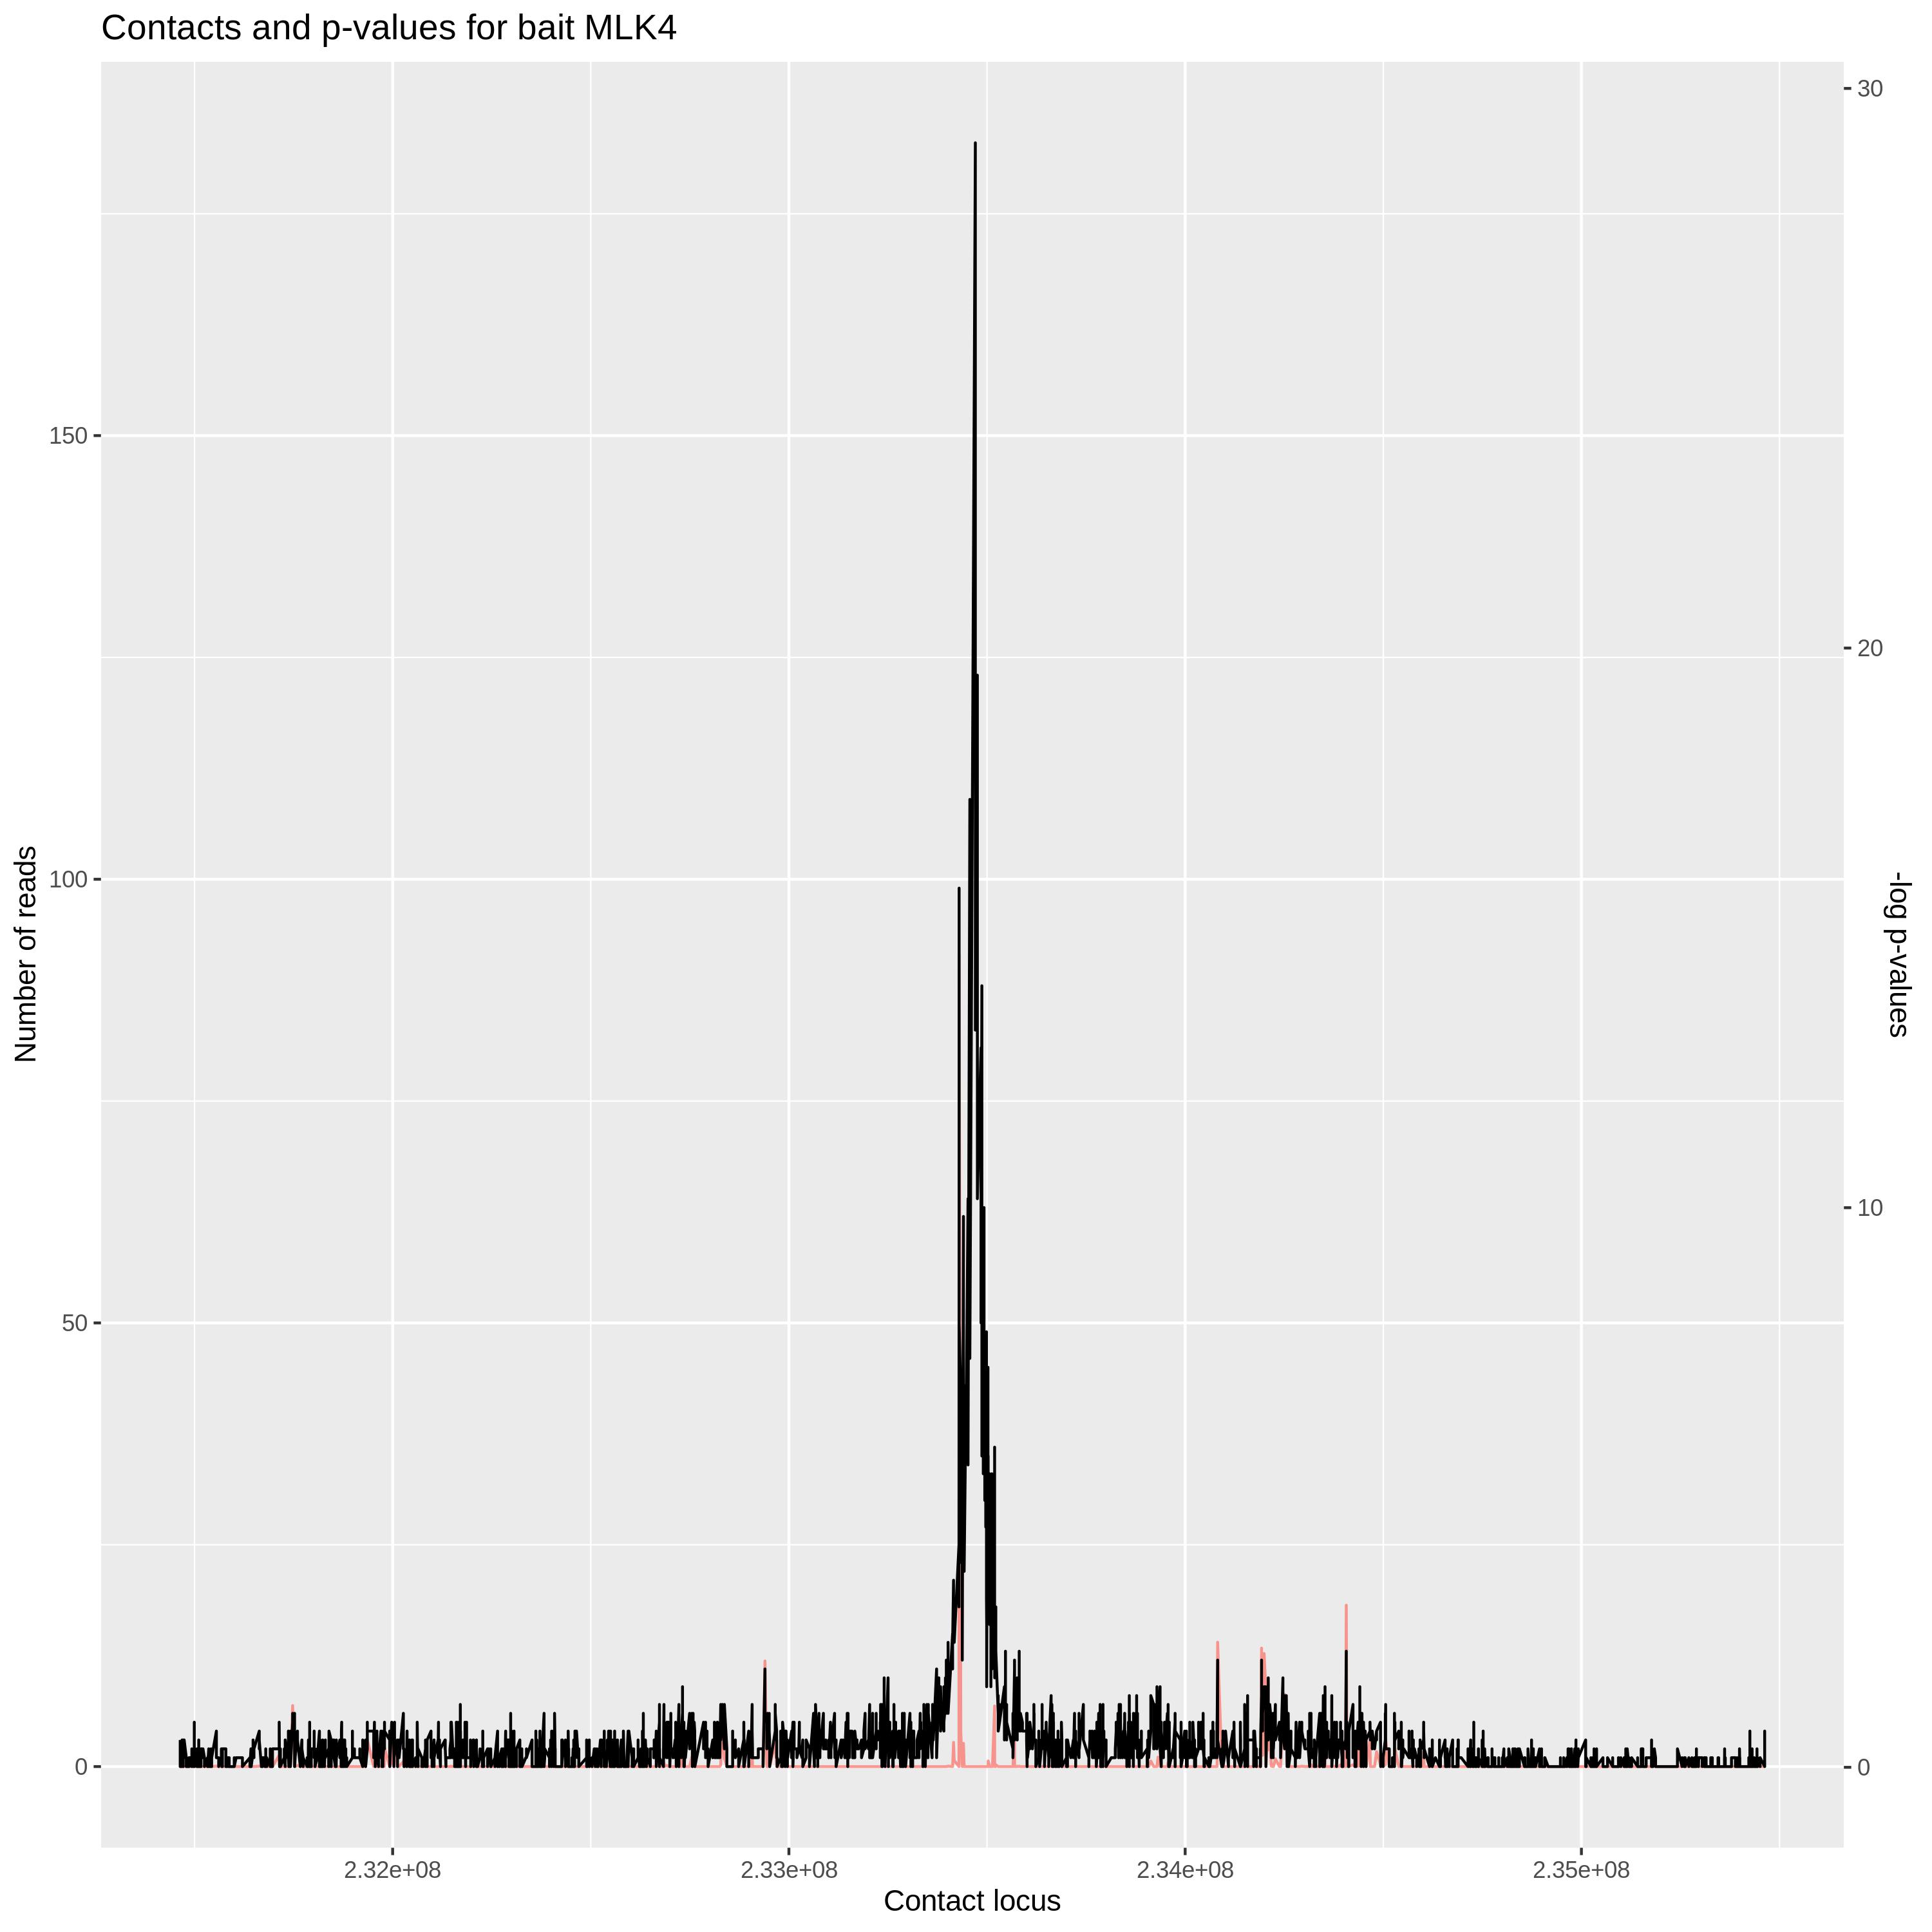 Contacts and p-values for bait MLK4
30
150
20
Number of reads
100
-log p-values
10
50
0
0
2.32e+08
2.33e+08
2.34e+08
2.35e+08
Contact locus